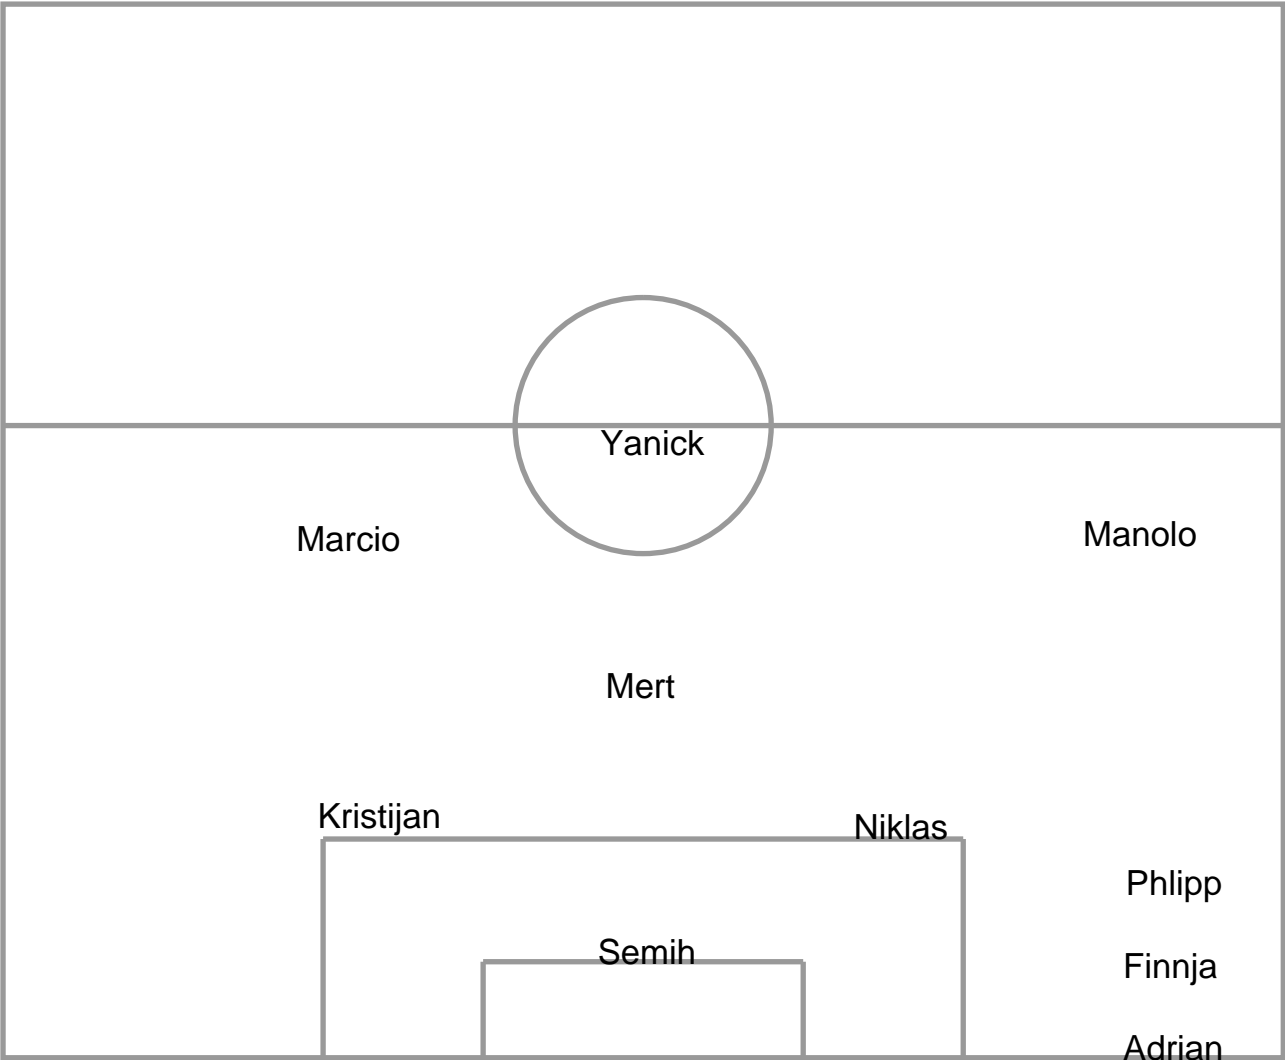 Yanick
Marcio
Manolo
Mert
Kristijan
Niklas
Phlipp
Semih
Finnja
Adrian